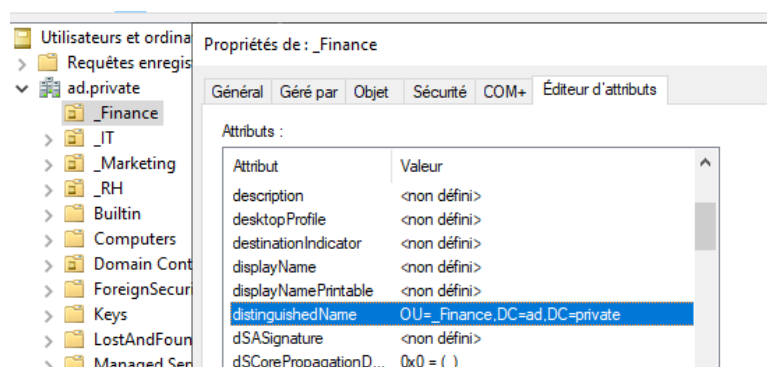 Utilisateurs et ordina
Requêtes enregis
ad.private
_Finance
_IT
_Marketing
_RH
Builtin
Computers
Domain Cont
ForeignSecuri
Keys
LostAndFoun
Managed Ser
Propriétés de : _Finance
Général Géré par Objet Sécurité COM+ Éditeur d'attributs
Attributs :
Attribut Valeur
description <non défini>
desktopProfile <non défini>
destinationIndicator <non défini>
displayName <non défini>
displayNamePrintable <non défini>
distinguishedName OU=_Finance,DC=ad,DC=private
dSASignature <non défini>
dSCorePropagationD... 0x0 = ( )